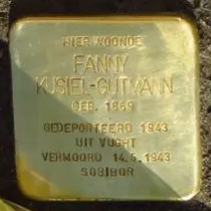 HIER WOONDE
FANNY
KUSIEL-GUTMANN
GEB. 1869
GEDEPORTEERD 1943
UIT VUGHT
VERMOORD 14.5.1943
SOBIBOR